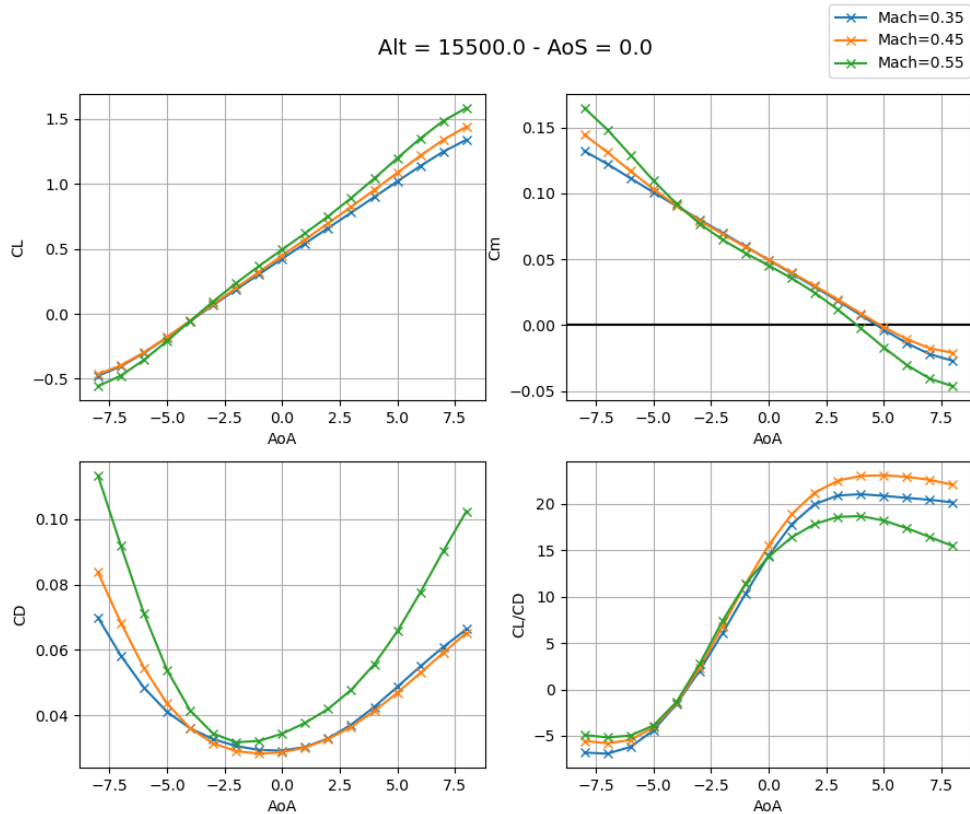 Mach=0.35
Mach=0.45
Mach=0.55
Alt = 15500.0 - AoS = 0.0
1.5
1.0
0.5
0.0
−0.5
CL
−7.5 −5.0 −2.5 0.0 2.5 5.0 7.5
AoA
0.15
0.10
0.05
0.00
−0.05
Cm
−7.5 −5.0 −2.5 0.0 2.5 5.0 7.5
AoA
0.10
0.08
0.06
0.04
CD
−7.5 −5.0 −2.5 0.0 2.5 5.0 7.5
AoA
20
15
10
5
0
−5
CL/CD
−7.5 −5.0 −2.5 0.0 2.5 5.0 7.5
AoA